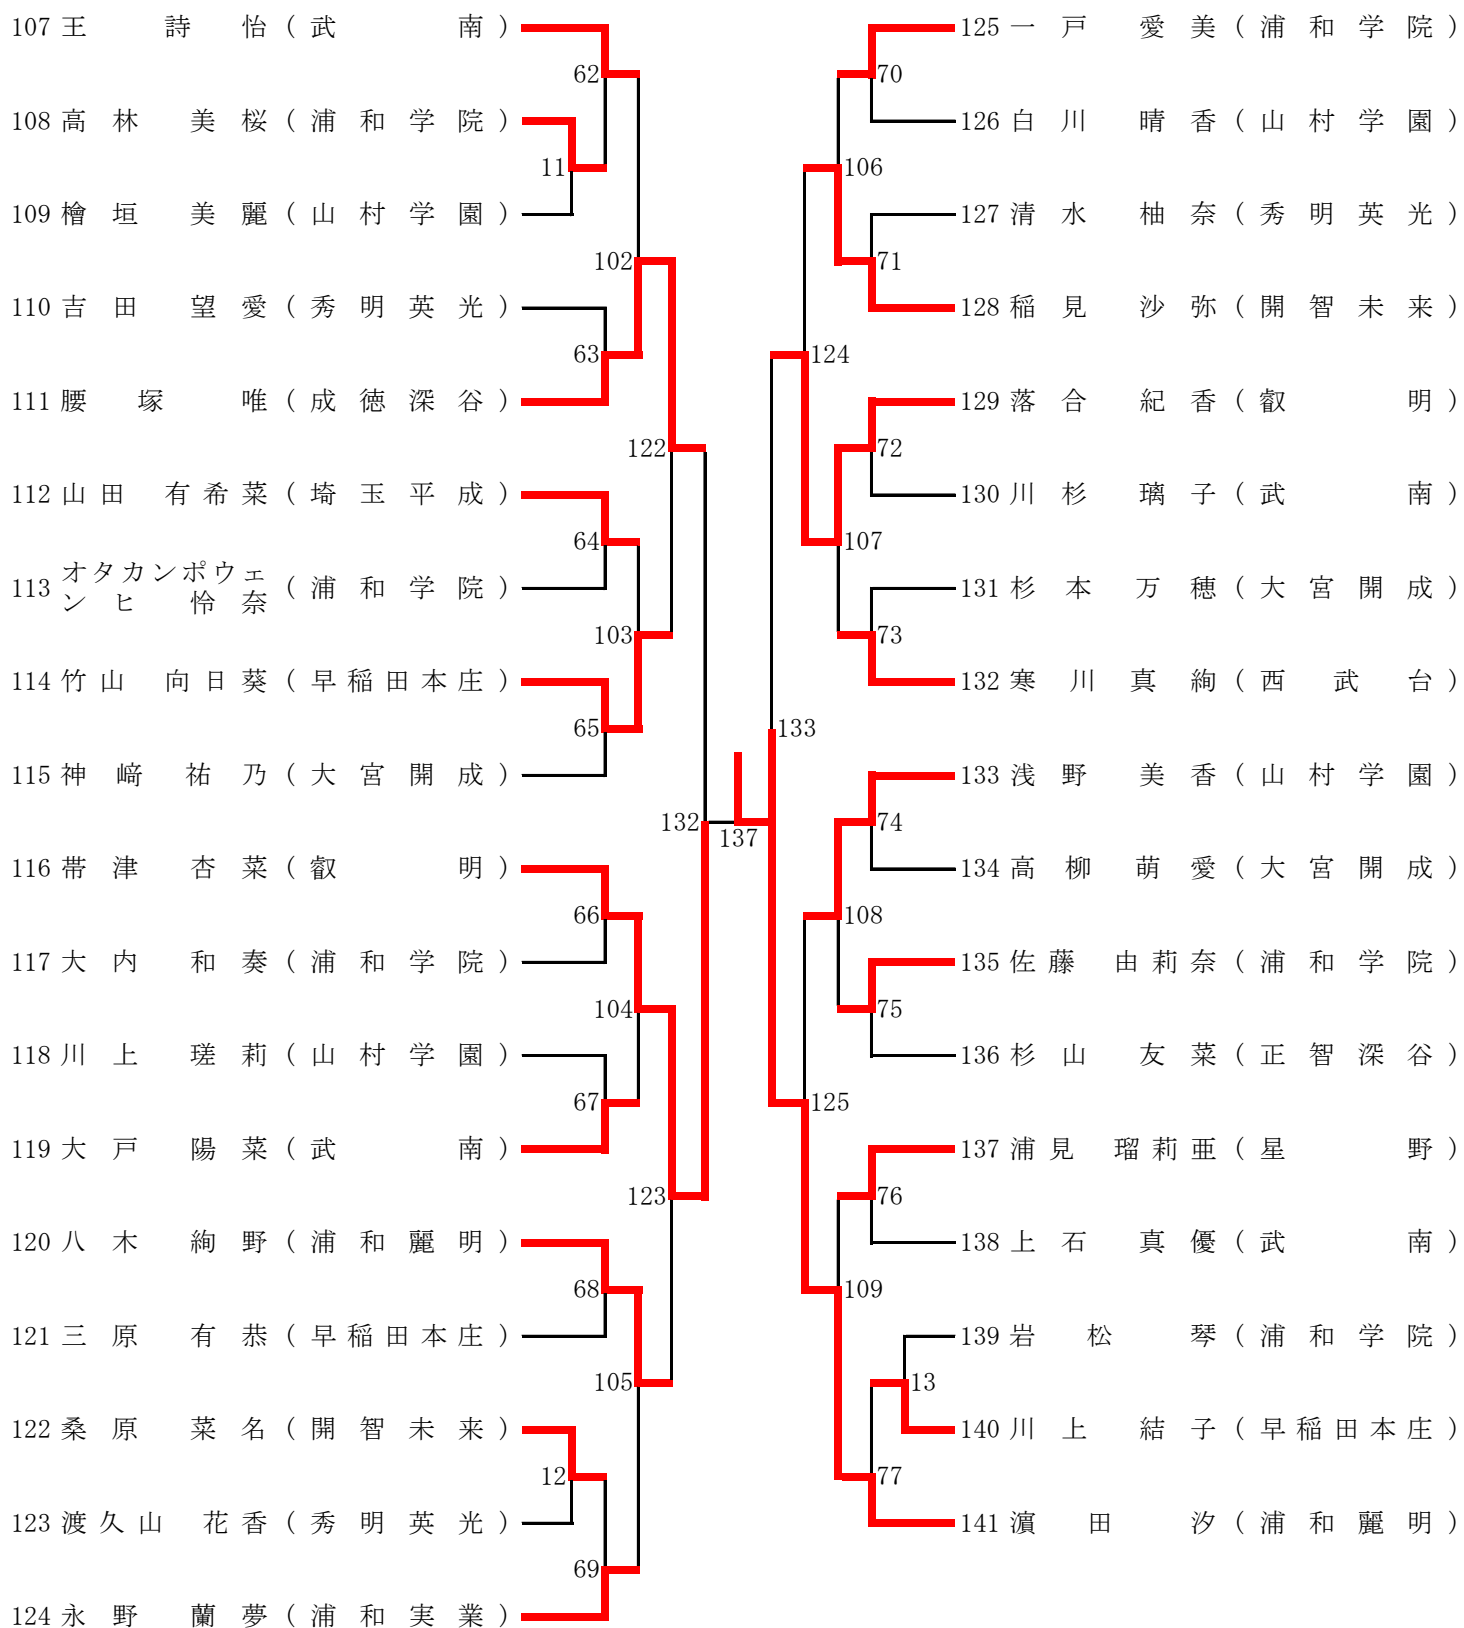 107 王 詩 怡 ( 武 南 )
108 高 林 美 桜 ( 浦 和 学 院 )
109 檜 垣 美 麗 ( 山 村 学 園 )
110 吉 田 望 愛 ( 秀 明 英 光 )
111 腰 塚 唯 ( 成 徳 深 谷 )
112 山 田 有 希 菜 ( 埼 玉 平 成 )
113 オタカンポウェ
ン ヒ 怜 奈 ( 浦 和 学 院 )
114 竹 山 向 日 葵 ( 早 稲 田 本 庄 )
115 神 﨑 祐 乃 ( 大 宮 開 成 )
116 帯 津 杏 菜 ( 叡 明 )
117 大 内 和 奏 ( 浦 和 学 院 )
118 川 上 瑳 莉 ( 山 村 学 園 )
119 大 戸 陽 菜 ( 武 南 )
120 八 木 絢 野 ( 浦 和 麗 明 )
121 三 原 有 恭 ( 早 稲 田 本 庄 )
122 桑 原 菜 名 ( 開 智 未 来 )
123 渡 久 山 花 香 ( 秀 明 英 光 )
124 永 野 蘭 夢 ( 浦 和 実 業 )
62
11
102
63
122
64
103
65
132
66
104
67
123
68
105
12
69
137
70
106
71
124
72
107
73
133
74
108
75
125
76
109
13
77
125 一 戸 愛 美 ( 浦 和 学 院 )
126 白 川 晴 香 ( 山 村 学 園 )
127 清 水 柚 奈 ( 秀 明 英 光 )
128 稲 見 沙 弥 ( 開 智 未 来 )
129 落 合 紀 香 ( 叡 明 )
130 川 杉 璃 子 ( 武 南 )
131 杉 本 万 穂 ( 大 宮 開 成 )
132 寒 川 真 絢 ( 西 武 台 )
133 浅 野 美 香 ( 山 村 学 園 )
134 高 柳 萌 愛 ( 大 宮 開 成 )
135 佐 藤 由 莉 奈 ( 浦 和 学 院 )
136 杉 山 友 菜 ( 正 智 深 谷 )
137 浦 見 瑠 莉 亜 ( 星 野 )
138 上 石 真 優 ( 武 南 )
139 岩 松 琴 ( 浦 和 学 院 )
140 川 上 結 子 ( 早 稲 田 本 庄 )
141 濵 田 汐 ( 浦 和 麗 明 )